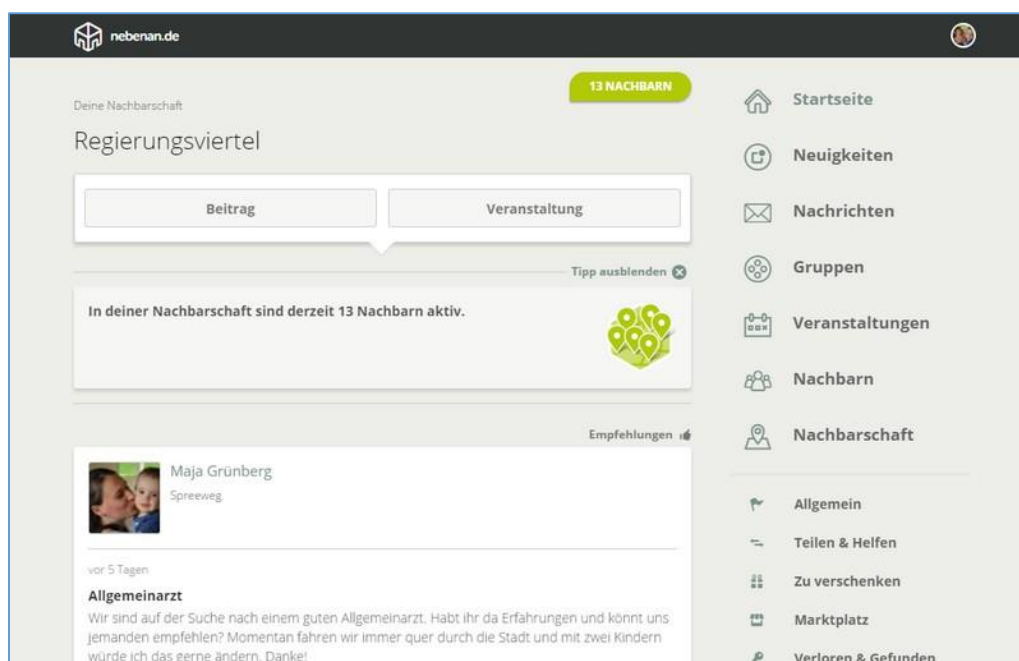 nebenan.de
13 NACHBARN
Deine Nachbarschaft
Regierungsviertel
Beitrag
Veranstaltung
Tipp ausblenden
In deiner Nachbarschaft sind derzeit 13 Nachbarn aktiv.
Empfehlungen
Maja Grünberg
Spreeweg
vor 5 Tagen
Allgemeinarzt
Wir sind auf der Suche nach einem guten Allgemeinarzt. Habt ihr da Erfahrungen und könnt uns
jemanden empfehlen? Momentan fahren wir immer quer durch die Stadt und mit zwei Kindern
würde ich das gerne ändern. Danke!
Startseite
Neuigkeiten
Nachrichten
Gruppen
Veranstaltungen
Nachbarn
Nachbarschaft
Allgemein
Teilen & Helfen
Zu verschenken
Marktplatz
Verloren & Gefunden